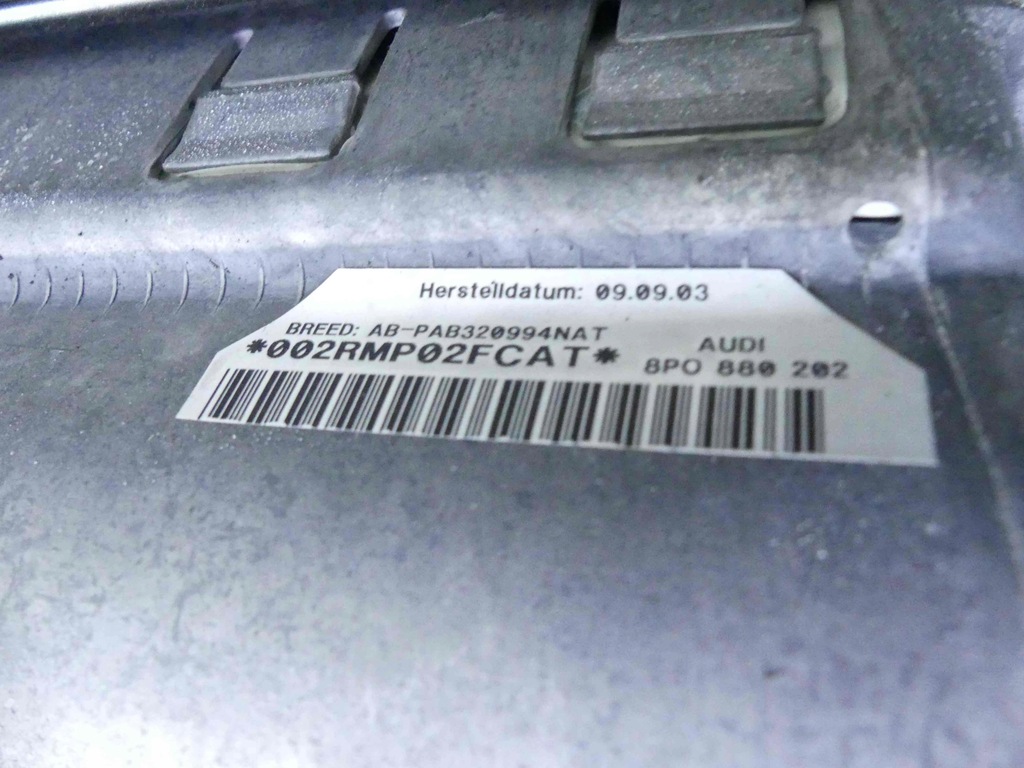 Herstelldatum: 09.09.03
BREED: AB-PAB320994NAT
*002RMP02FCAT*
AUDI
8P0 880 202